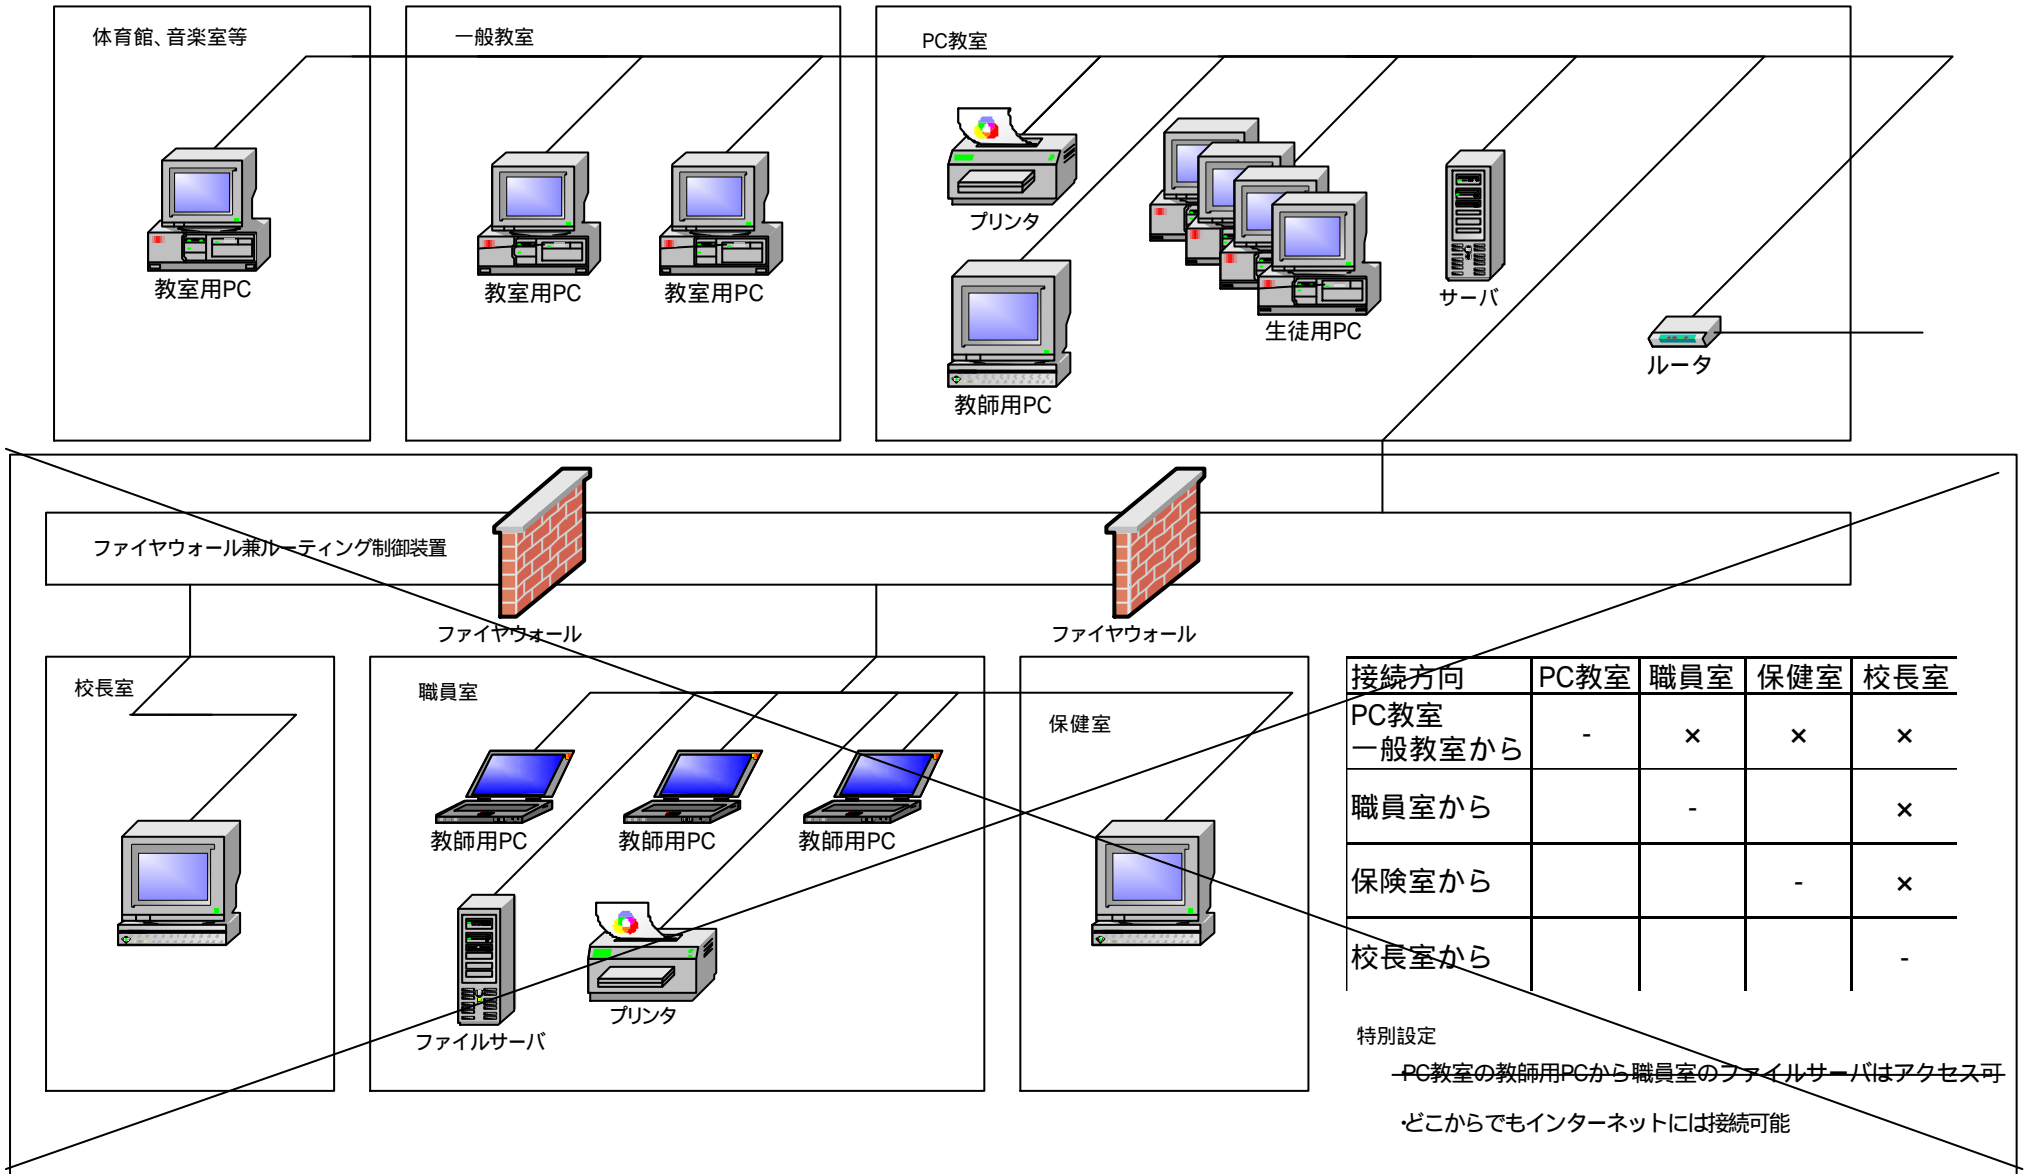 体育館、音楽室等
一般教室
PC教室
教室用PC
教室用PC
教室用PC
プリンタ
教師用PC
生徒用PC
サーバ
ルータ
ファイヤウォール兼ルーティング制御装置
ファイヤウォール
ファイヤウォール
校長室
職員室
教師用PC
教師用PC
教師用PC
ファイルサーバ
プリンタ
保健室
接続方向 PC教室 職員室 保健室 校長室
PC教室
一般教室から - × × ×
職員室から - ×
保険室から - ×
校長室から -
特別設定
・PC教室の教師用PCから職員室のファイルサーバはアクセス可
・どこからでもインターネットには接続可能